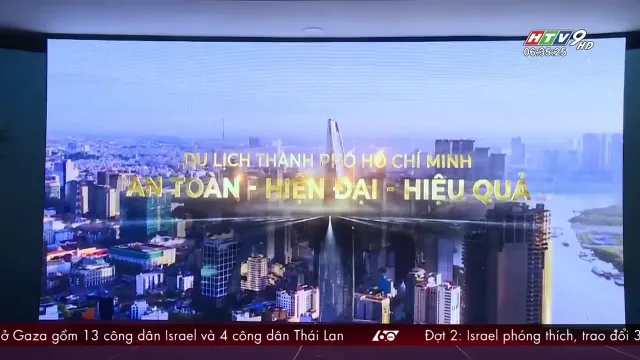 HTV9 HD
06:35:25
DU LỊCH THÀNH PHỐ HỒ CHÍ MINH
AN TOÀN - HIỆN ĐẠI - HIỆU QUẢ
ở Gaza gồm 13 công dân Israel và 4 công dân Thái Lan
60
Đợt 2: Israel phóng thích, trao đổi 3